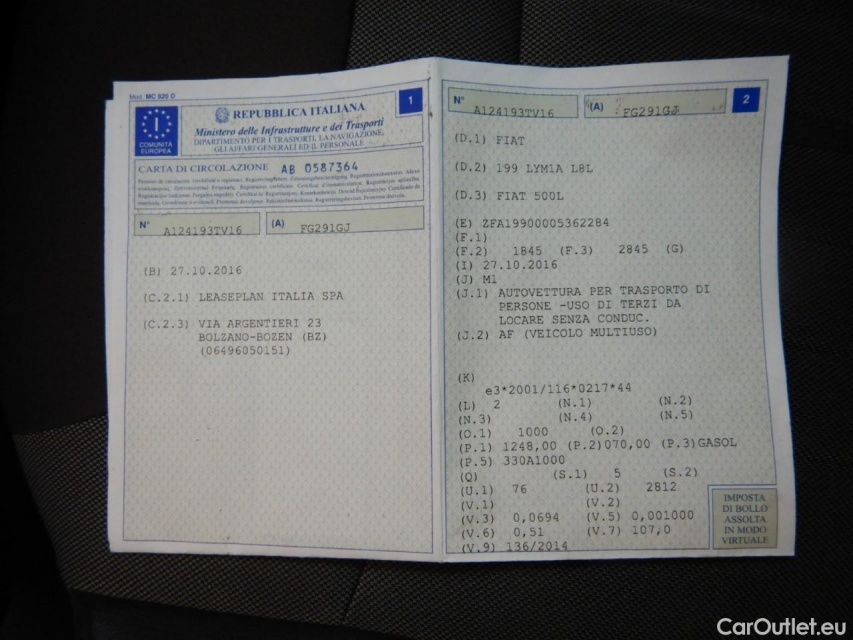 Mod. MC 820 D
I
COMUNITÀ
EUROPEA
REPUBBLICA ITALIANA
Ministero delle Infrastrutture e dei Trasporti
DIPARTIMENTO PER I TRASPORTI, LA NAVIGAZIONE,
GLI AFFARI GENERALI ED IL PERSONALE
1
CARTA DI CIRCOLAZIONE AB 0587364
N° A124193TV16 (A) FG291GJ
(B) 27.10.2016
(C.2.1) LEASEPLAN ITALIA SPA
(C.2.3) VIA ARGENTIERI 23
BOLZANO-BOZEN (BZ)
(06496050151)
N° A124193TV16 (A) FG291GJ
2
(D.1) FIAT
(D.2) 199 LYM1A L8L
(D.3) FIAT 500L
(E) ZFA19900005362284
(F.1)
(F.2) 1845 (F.3) 2845 (G)
(I) 27.10.2016
(J) M1
(J.1) AUTOVETTURA PER TRASPORTO DI
PERSONE -USO DI TERZI DA
LOCARE SENZA CONDUC.
(J.2) AF (VEICOLO MULTIUSO)
(K)
e3*2001/116*0217*44
(L) 2 (N.1) (N.2)
(N.3) (N.4) (N.5)
(O.1) 1000 (O.2)
(P.1) 1248,00 (P.2)070,00 (P.3)GASOL
(P.5) 330A1000
(Q) (S.1) 5 (S.2)
(U.1) 76 (U.2) 2812
(V.1) (V.2)
(V.3) 0,0694 (V.5) 0,001000
(V.6) 0,51 (V.7) 107,0
(V.9) 136/2014
IMPOSTA
DI BOLLO
ASSOLTA
IN MODO
VIRTUALE
CarOutlet.eu